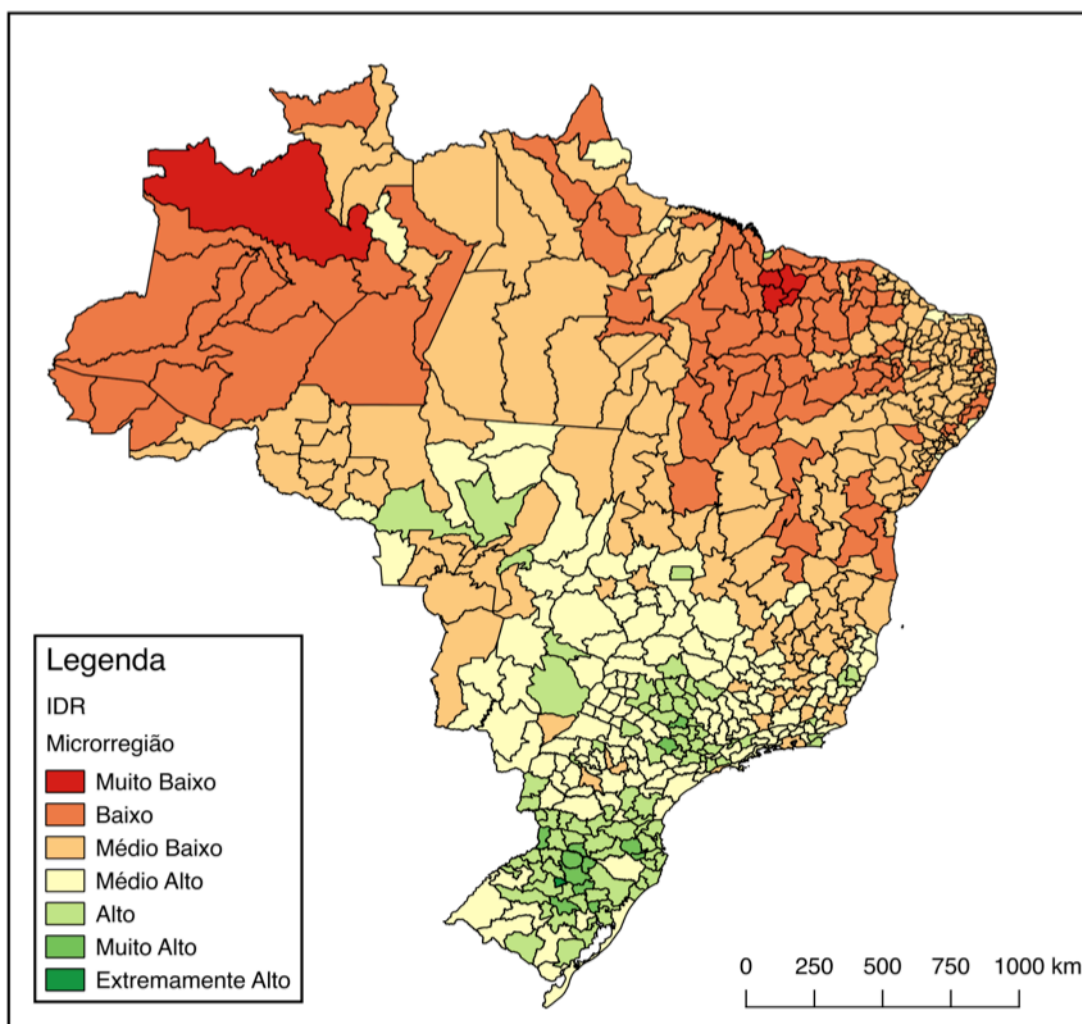 Legenda
IDR
Microrregião
Muito Baixo
Baixo
Médio Baixo
Médio Alto
Alto
Muito Alto
Extremamente Alto
0 250 500 750 1000 km